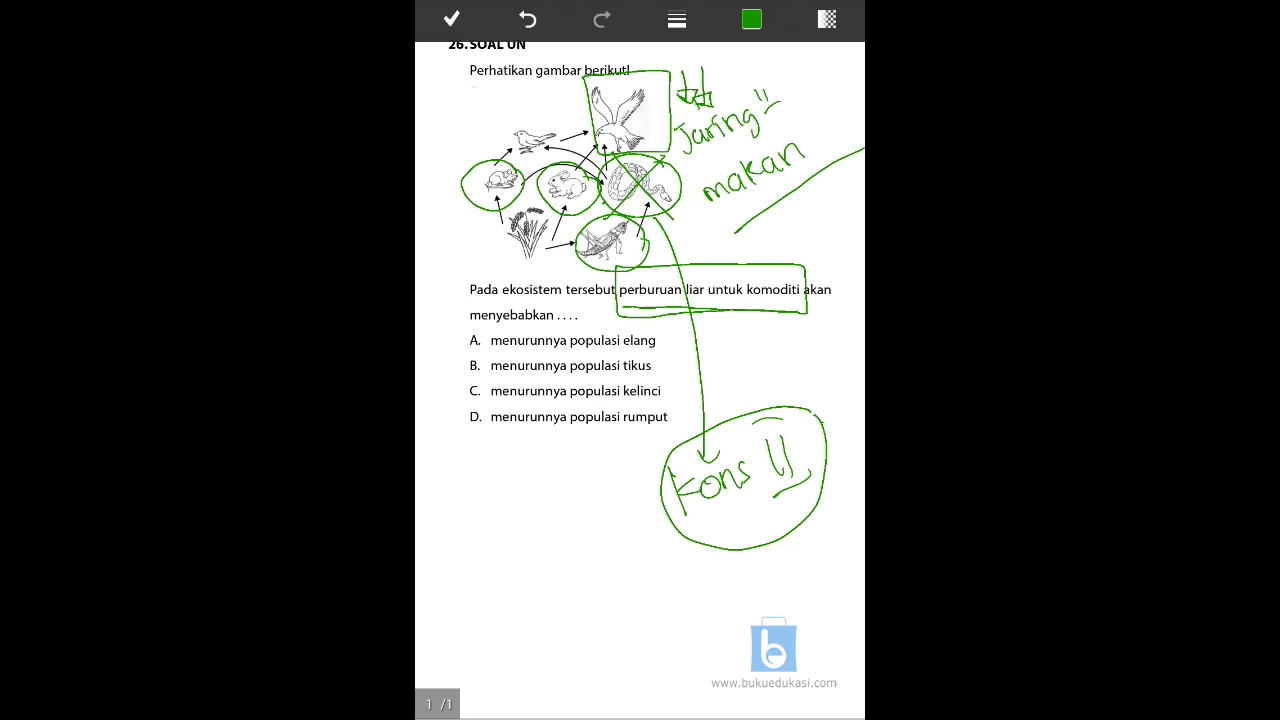 26. SOAL UN
Perhatikan gambar berikut!
Jaring"
makan
Pada ekosistem tersebut perburuan liar untuk komoditi akan
menyebabkan . . . .
A. menurunnya populasi elang
B. menurunnya populasi tikus
C. menurunnya populasi kelinci
D. menurunnya populasi rumput
Kons II
www.bukuedukasi.com
1 /1